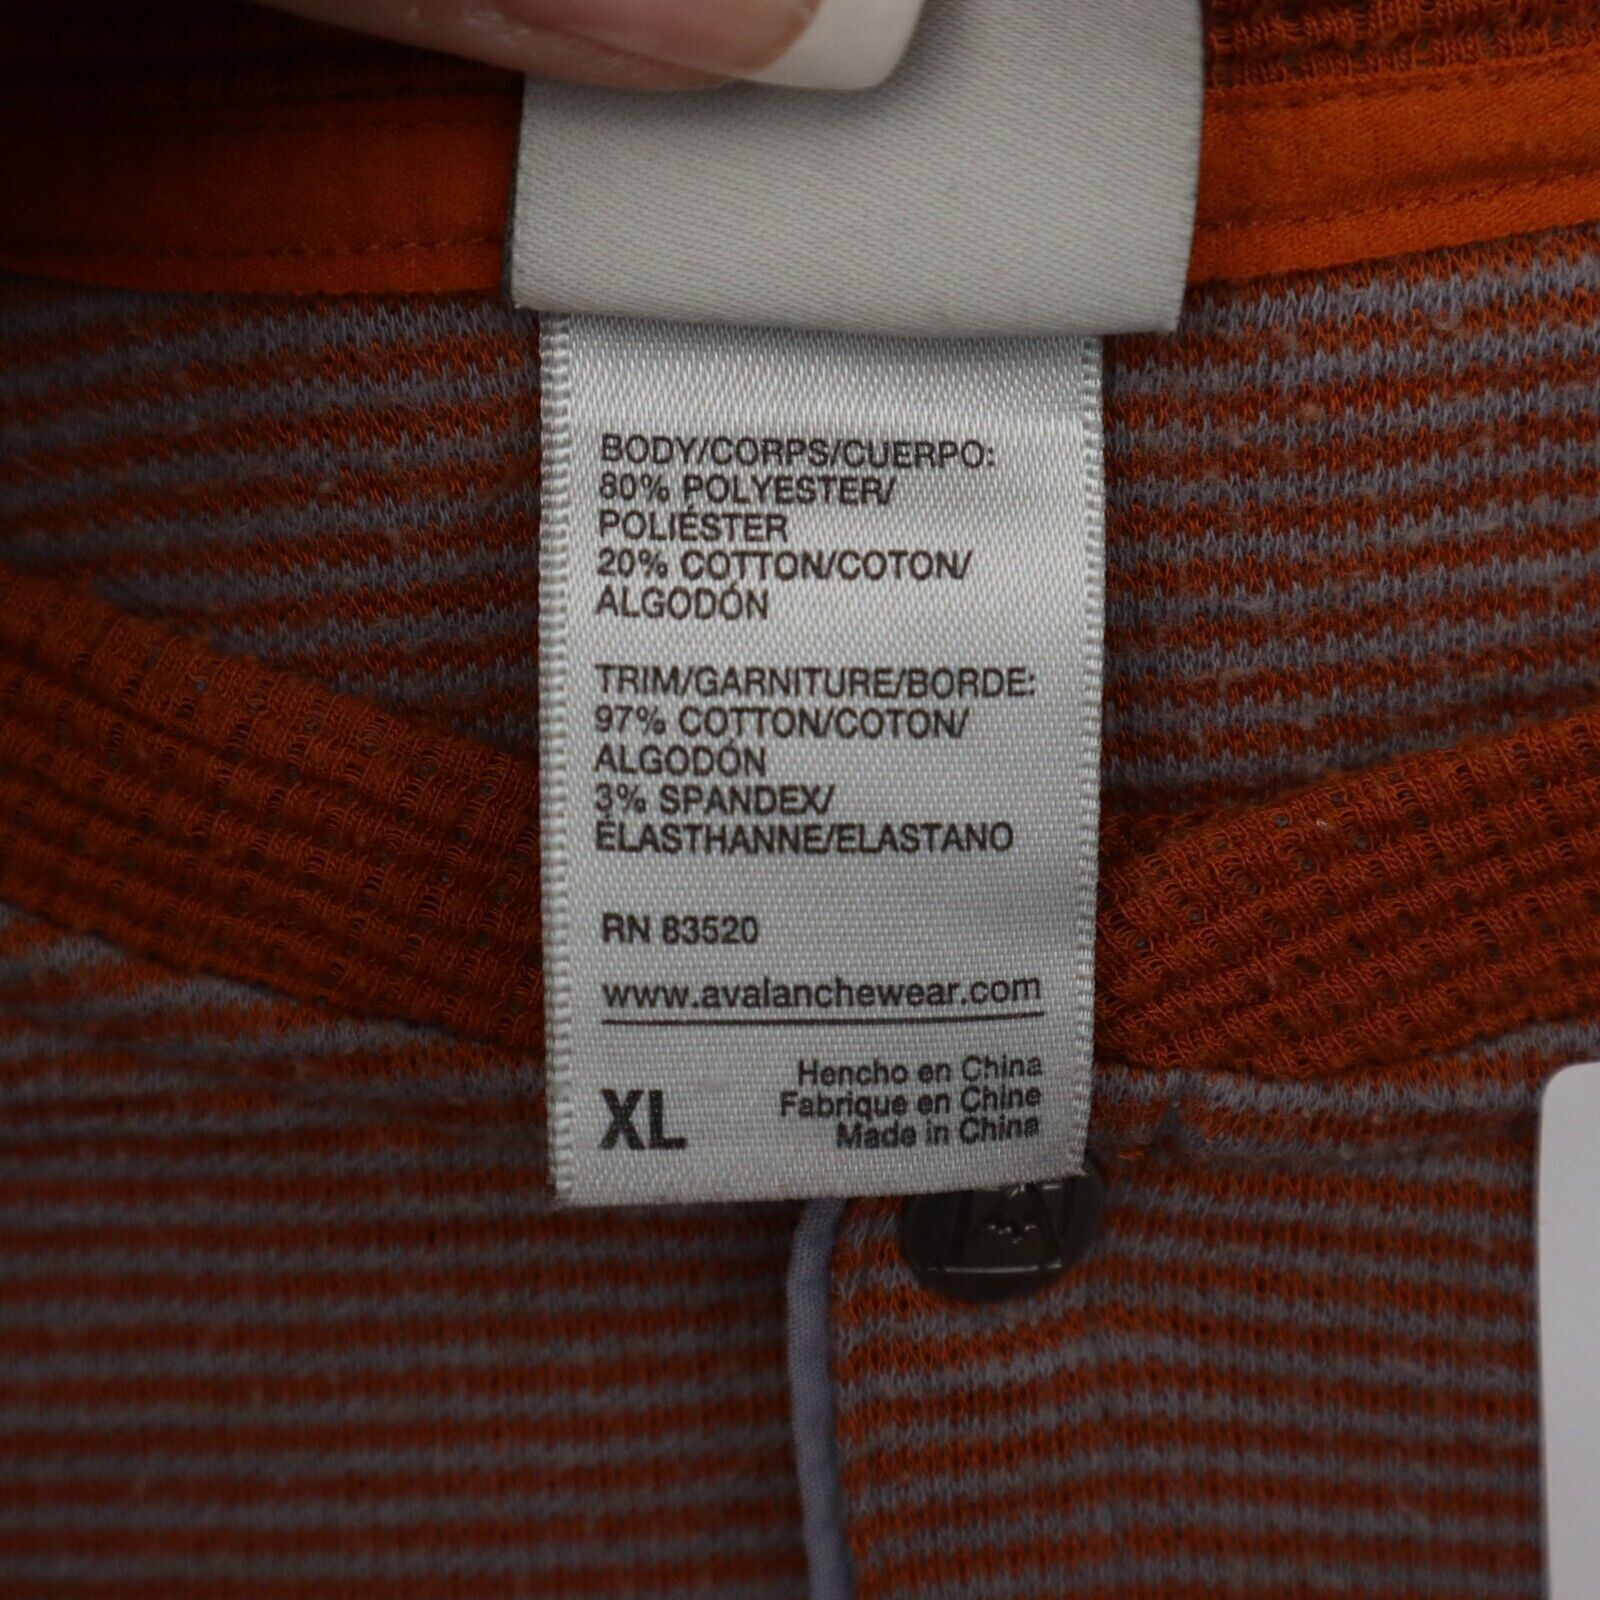 BODY/CORPS/CUERPO:
80% POLYESTER/
POLIÉSTER
20% COTTON/COTON/
ALGODÓN
TRIM/GARNITURE/BORDE:
97% COTTON/COTON/
ALGODÓN
3% SPANDEX/
ÉLASTHANNE/ELASTANO
RN 83520
www.avalanchewear.com
Hencho en China
Fabrique en Chine
XL Made in China